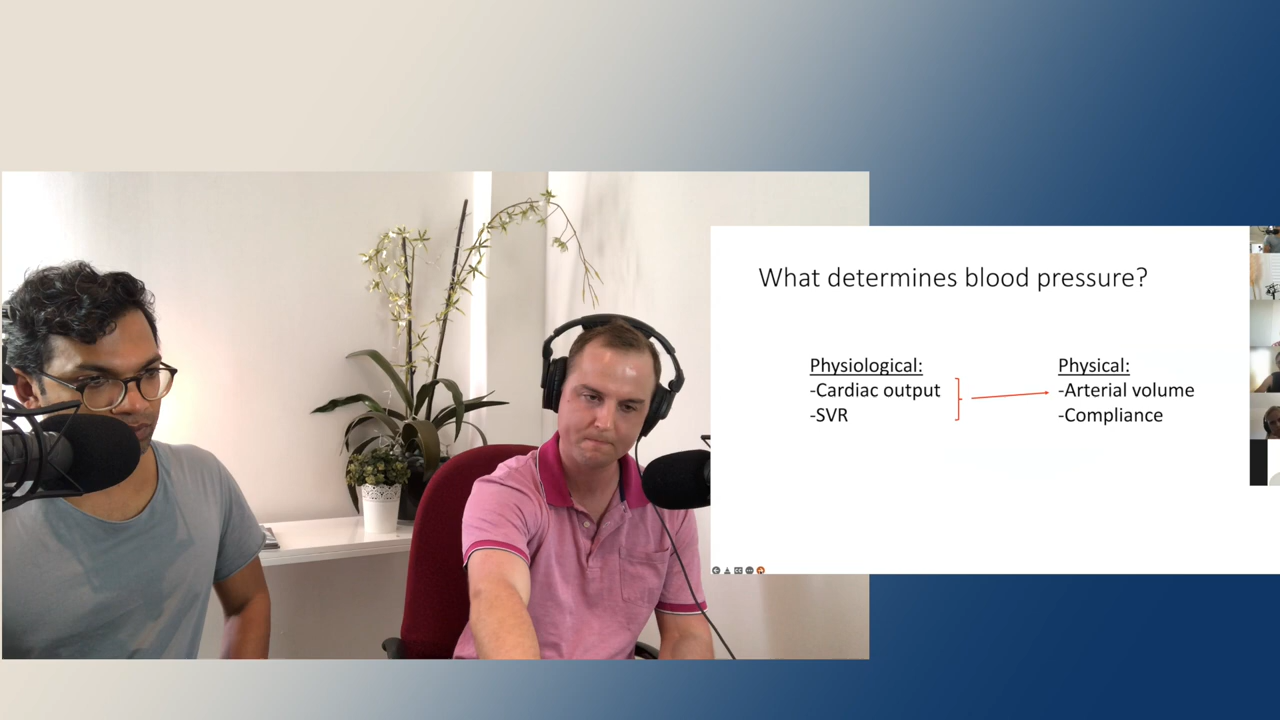 What determines blood pressure?
Physiological:
-Cardiac output
-SVR
Physical:
-Arterial volume
-Compliance